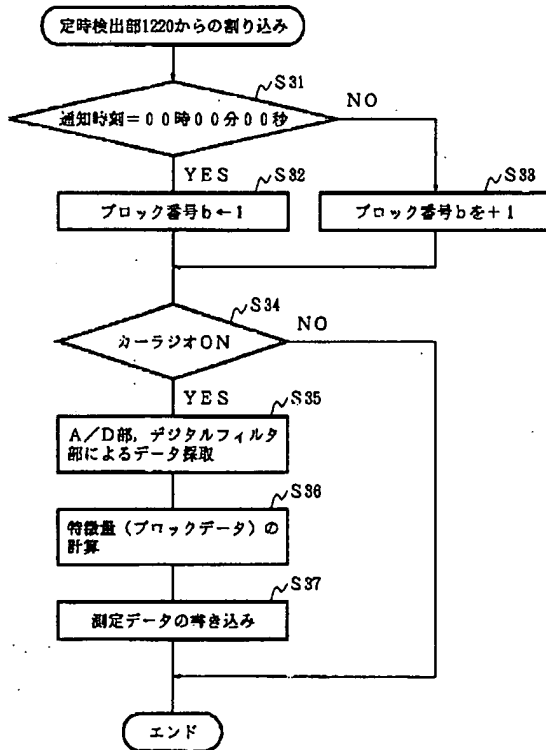 定時検出部1220からの割り込み
S31
通知時刻=00時00分00秒
NO
YES
S32
S33
ブロック番号b←1
ブロック番号bを+1
S34
カーラジオON
NO
YES
S35
A/D部,デジタルフィルタ
部によるデータ採取
S36
特徴量(ブロックデータ)の
計算
S37
測定データの書き込み
エンド